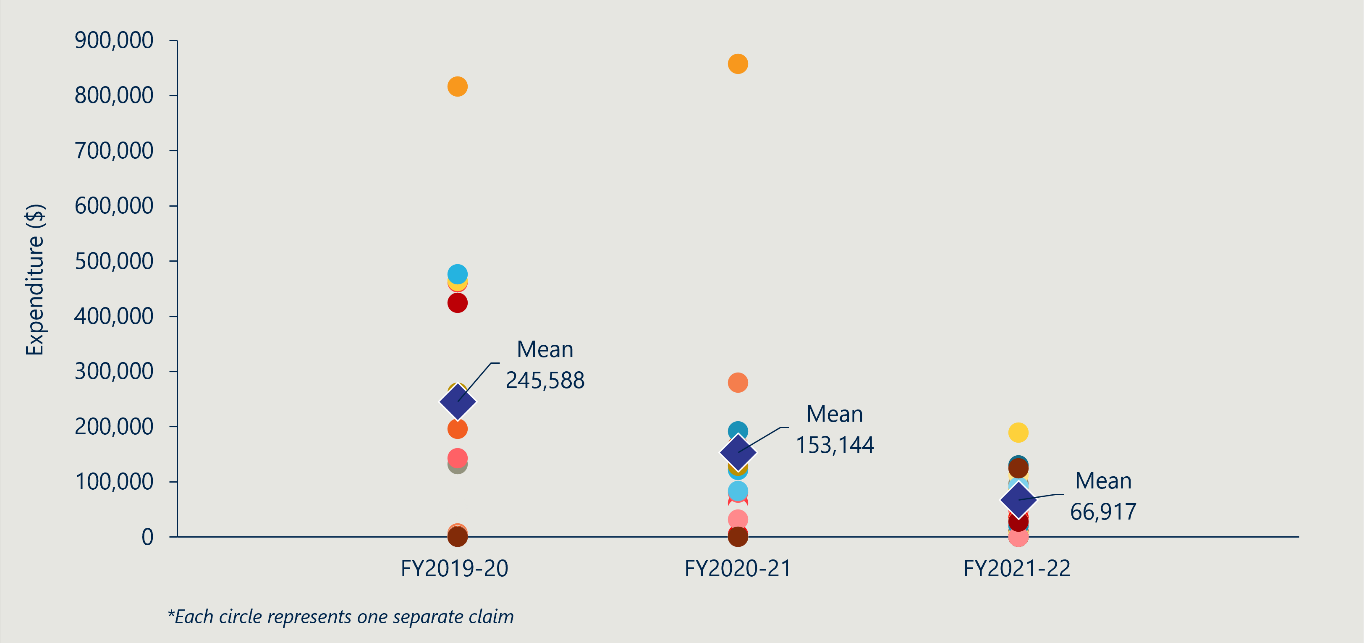 900,000
800,000
700,000
600,000
500,000
400,000
300,000
200,000
100,000
0
Expenditure ($)
Mean
245,588
Mean
153,144
Mean
66,917
FY2019-20
FY2020-21
FY2021-22
*Each circle represents one separate claim